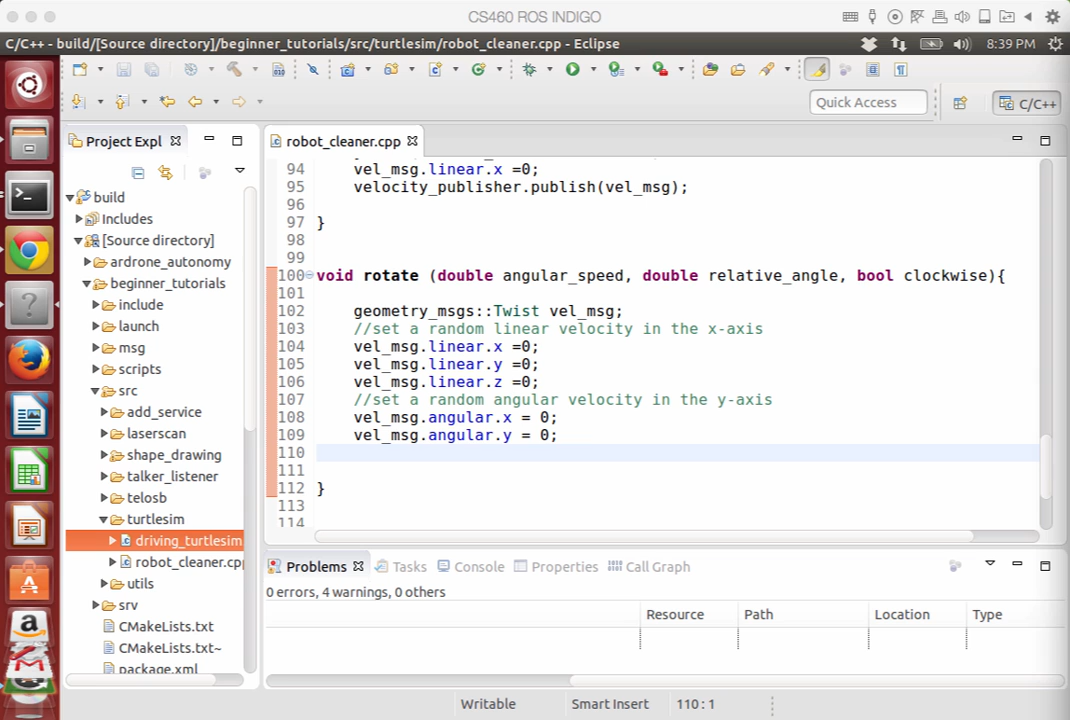 CS460 ROS INDIGO
C/C++ - build/[Source directory]/beginner_tutorials/src/turtlesim/robot_cleaner.cpp - Eclipse
8:39 PM
Quick Access
C/C++
Project Expl
robot_cleaner.cpp
build
Includes
[Source directory]
ardrone_autonomy
beginner_tutorials
include
launch
msg
scripts
src
add_service
laserscan
shape_drawing
talker_listener
telosb
turtlesim
driving_turtlesim
robot_cleaner.cpp
utils
srv
CMakeLists.txt
CMakeLists.txt~
package.xml
94 vel_msg.linear.x =0;
95 velocity_publisher.publish(vel_msg);
96
97 }
98
99
100 void rotate (double angular_speed, double relative_angle, bool clockwise){
101
102 geometry_msgs::Twist vel_msg;
103 //set a random linear velocity in the x-axis
104 vel_msg.linear.x =0;
105 vel_msg.linear.y =0;
106 vel_msg.linear.z =0;
107 //set a random angular velocity in the y-axis
108 vel_msg.angular.x = 0;
109 vel_msg.angular.y = 0;
110
111
112 }
113
114
Problems Tasks Console Properties Call Graph
0 errors, 4 warnings, 0 others
Resource Path Location Type
Writable Smart Insert 110 : 1